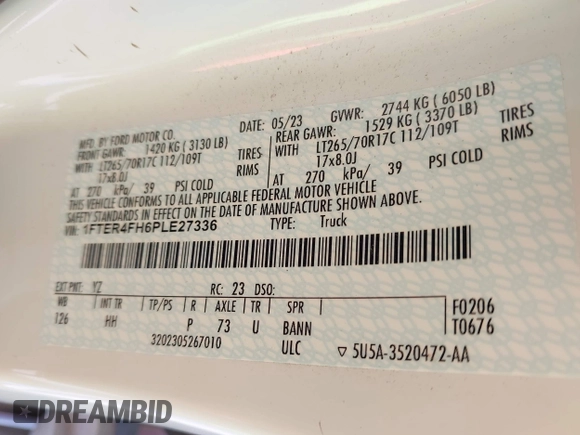 MFD. BY FORD MOTOR CO.
DATE: 05/23 GVWR: 2744 KG ( 6050 LB)
FRONT GAWR: 1420 KG ( 3130 LB) REAR GAWR: 1529 KG ( 3370 LB)
WITH LT265/70R17C 112/109T TIRES WITH LT265/70R17C 112/109T TIRES
17x8.0J RIMS 17x8.0J RIMS
AT 270 kPa/ 39 PSI COLD AT 270 kPa/ 39 PSI COLD
THIS VEHICLE CONFORMS TO ALL APPLICABLE FEDERAL MOTOR VEHICLE
SAFETY STANDARDS IN EFFECT ON THE DATE OF MANUFACTURE SHOWN ABOVE.
VIN: 1FTER4FH6PLE27336 TYPE: Truck
EXT PNT: YZ RC: 23 DSO:
WB INT TR TP/PS R AXLE TR SPR F0206
126 HH P 73 U BANN T0676
3202305267010 ULC ▽ 5U5A-3520472-AA
DREAMBID